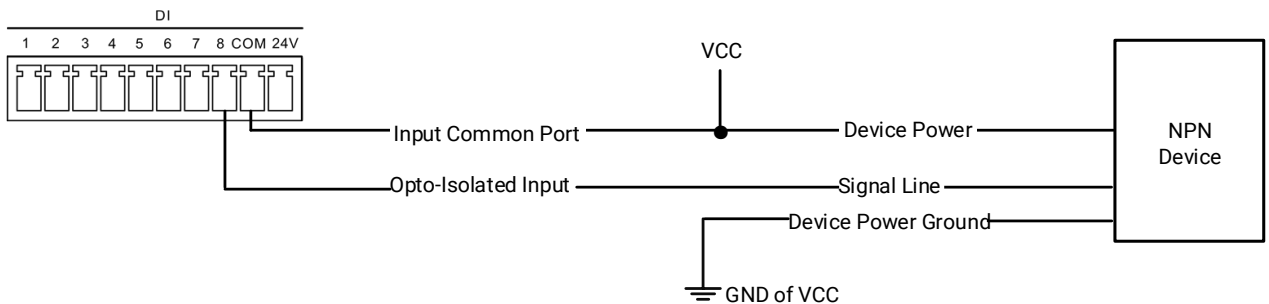 DI
1 2 3 4 5 6 7 8 COM 24V
VCC
Input Common Port
Device Power
NPN
Device
Opto-Isolated Input
Signal Line
Device Power Ground
GND of VCC